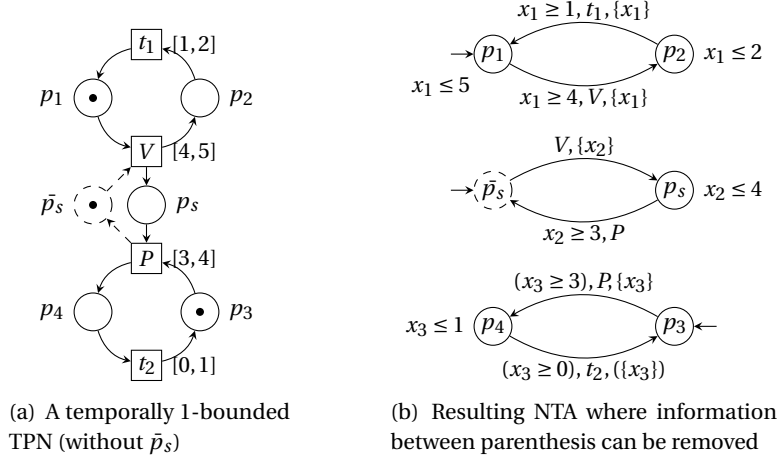 t₁ [1,2]
p₁ p₂
V [4,5]
p̄ₛ pₛ
P [3,4]
p₄ p₃
t₂ [0,1]
(a) A temporally 1-bounded
TPN (without p̄ₛ)
x₁ ≥ 1, t₁, {x₁}
p₁ p₂ x₁ ≤ 2
x₁ ≤ 5
x₁ ≥ 4, V, {x₁}
V, {x₂}
p̄ₛ pₛ x₂ ≤ 4
x₂ ≥ 3, P
(x₃ ≥ 3), P, {x₃}
x₃ ≤ 1 p₄ p₃
(x₃ ≥ 0), t₂, ({x₃})
(b) Resulting NTA where information
between parenthesis can be removed